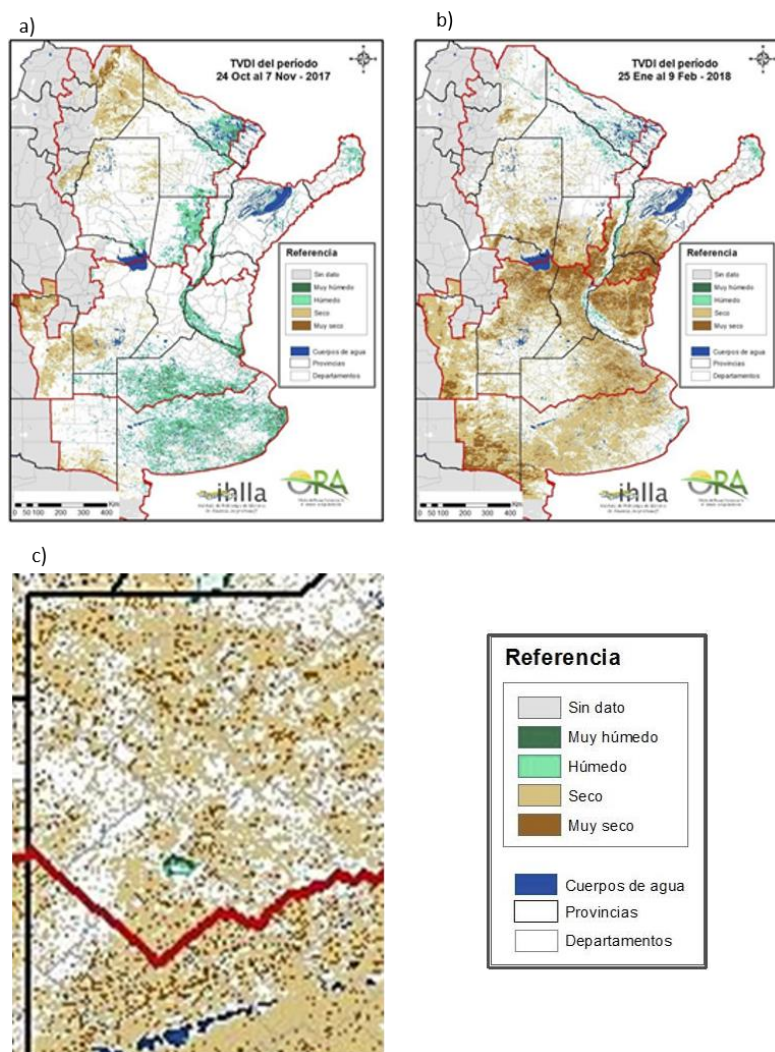 a)
TVDI del período
24 Oct al 7 Nov - 2017
Referencia
Sin dato
Muy húmedo
Húmedo
Seco
Muy seco
Cuerpos de agua
Provincias
Departamentos
ihlla
ORA
Km
0 50 100 200 300 400
b)
TVDI del período
25 Ene al 9 Feb - 2018
Referencia
Sin dato
Muy húmedo
Húmedo
Seco
Muy seco
Cuerpos de agua
Provincias
Departamentos
ihlla
ORA
Km
0 50 100 200 300 400
c)
Referencia
Sin dato
Muy húmedo
Húmedo
Seco
Muy seco
Cuerpos de agua
Provincias
Departamentos